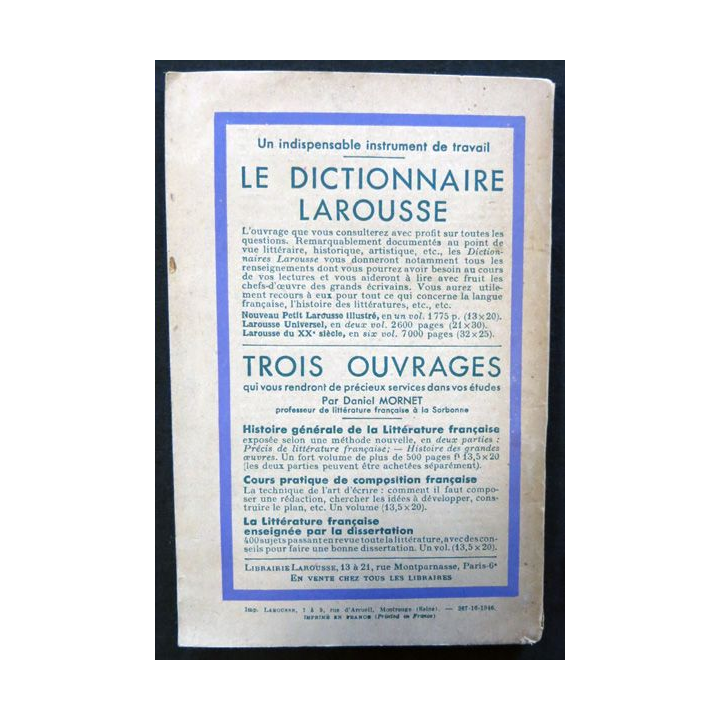 Un indispensable instrument de travail
LE DICTIONNAIRE
LAROUSSE
L'ouvrage que vous consulterez avec profit sur toutes les
questions. Remarquablement documentés au point de
vue littéraire, historique, artistique, etc., les Diction-
naires Larousse vous donneront notamment tous les
renseignements dont vous pourrez avoir besoin au cours
de vos lectures et vous aideront à lire avec fruit les
chefs-d'œuvre des grands écrivains. Vous aurez utile-
ment recours à eux pour tout ce qui concerne la langue
française, l'histoire des littératures, etc., etc.
Nouveau Petit Larousse illustré, en un vol. 1775 p. (13×20).
Larousse Universel, en deux vol. 2600 pages (21×30).
Larousse du XXe siècle, en six vol. 7000 pages (32×25).
TROIS OUVRAGES
qui vous rendront de précieux services dans vos études
Par Daniel MORNET
professeur de littérature française à la Sorbonne
Histoire générale de la Littérature française
exposée selon une méthode nouvelle, en deux parties :
Précis de littérature française; — Histoire des grandes
œuvres. Un fort volume de plus de 500 pages ft 13,5×20
(les deux parties peuvent être achetées séparément).
Cours pratique de composition française
La technique de l'art d'écrire : comment il faut compo-
ser une rédaction, chercher les idées à développer, cons-
truire le plan, etc. Un volume (13,5×20).
La Littérature française
enseignée par la dissertation
400 sujets passant en revue toute la littérature, avec des con-
seils pour faire une bonne dissertation. Un vol. (13,5×20).
LIBRAIRIE LAROUSSE, 13 à 21, rue Montparnasse, Paris-6e
EN VENTE CHEZ TOUS LES LIBRAIRES
IMP. LAROUSSE, 1 à 9, rue d'Arcueil, Montrouge (Seine). — 387-10-1946.
IMPRIMÉ EN FRANCE (Printed in France)